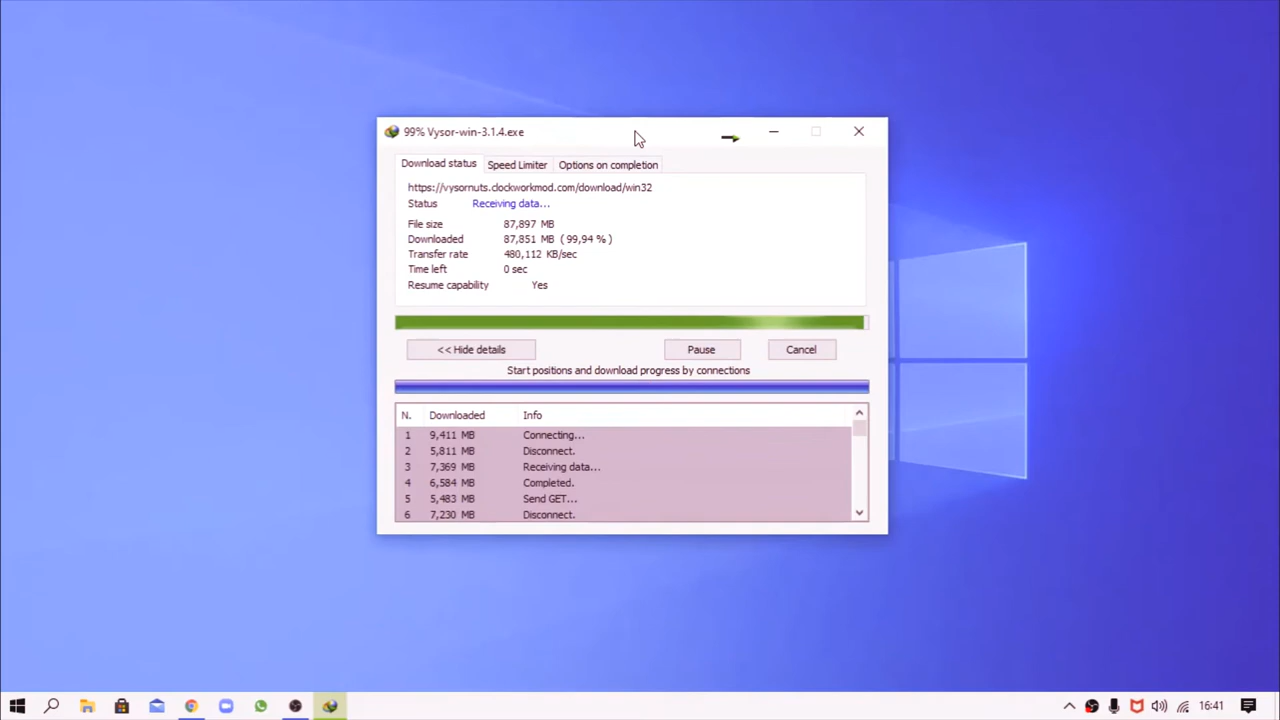 99% Vysor-win-3.1.4.exe
Download status Speed Limiter Options on completion
https://vysornuts.clockworkmod.com/download/win32
Status Receiving data...
File size 87,897 MB
Downloaded 87,851 MB ( 99,94 % )
Transfer rate 480,112 KB/sec
Time left 0 sec
Resume capability Yes
<< Hide details Pause Cancel
Start positions and download progress by connections
N. Downloaded Info
1 9,411 MB Connecting...
2 5,811 MB Disconnect.
3 7,369 MB Receiving data...
4 6,584 MB Completed.
5 5,483 MB Send GET...
6 7,230 MB Disconnect.
16:41